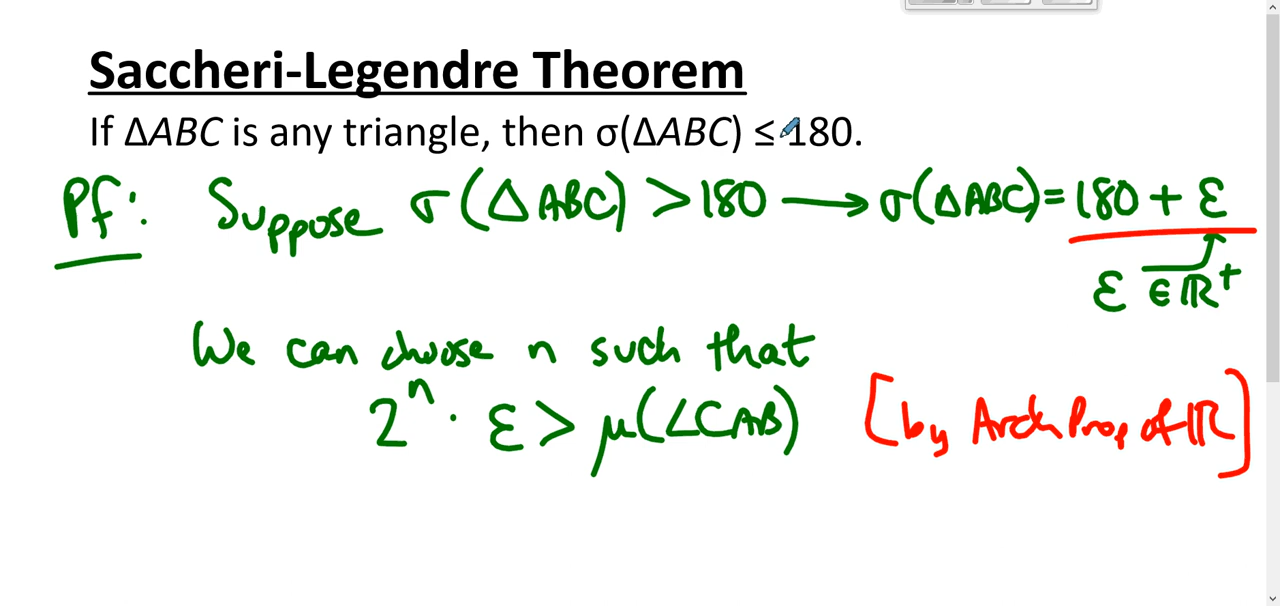 Saccheri-Legendre Theorem
If ΔABC is any triangle, then σ(ΔABC) ≤ 180.
Pf: Suppose σ(ΔABC) > 180 → σ(ΔABC) = 180 + ε
ε ∈ ℝ⁺
We can choose n such that
2ⁿ · ε > μ(∠CAB) [by Arch Prop of ℝ]